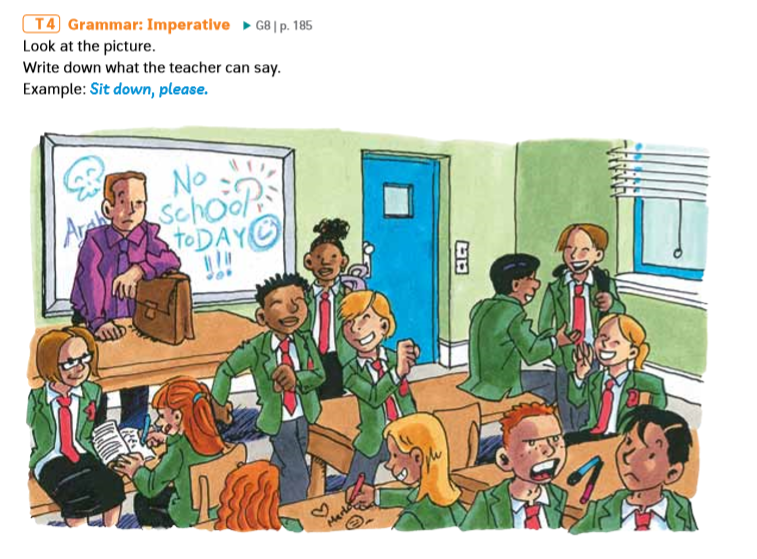 T4 Grammar: Imperative ► G8 | p. 185
Look at the picture.
Write down what the teacher can say.
Example: Sit down, please.
No
school
toDAY
!!!